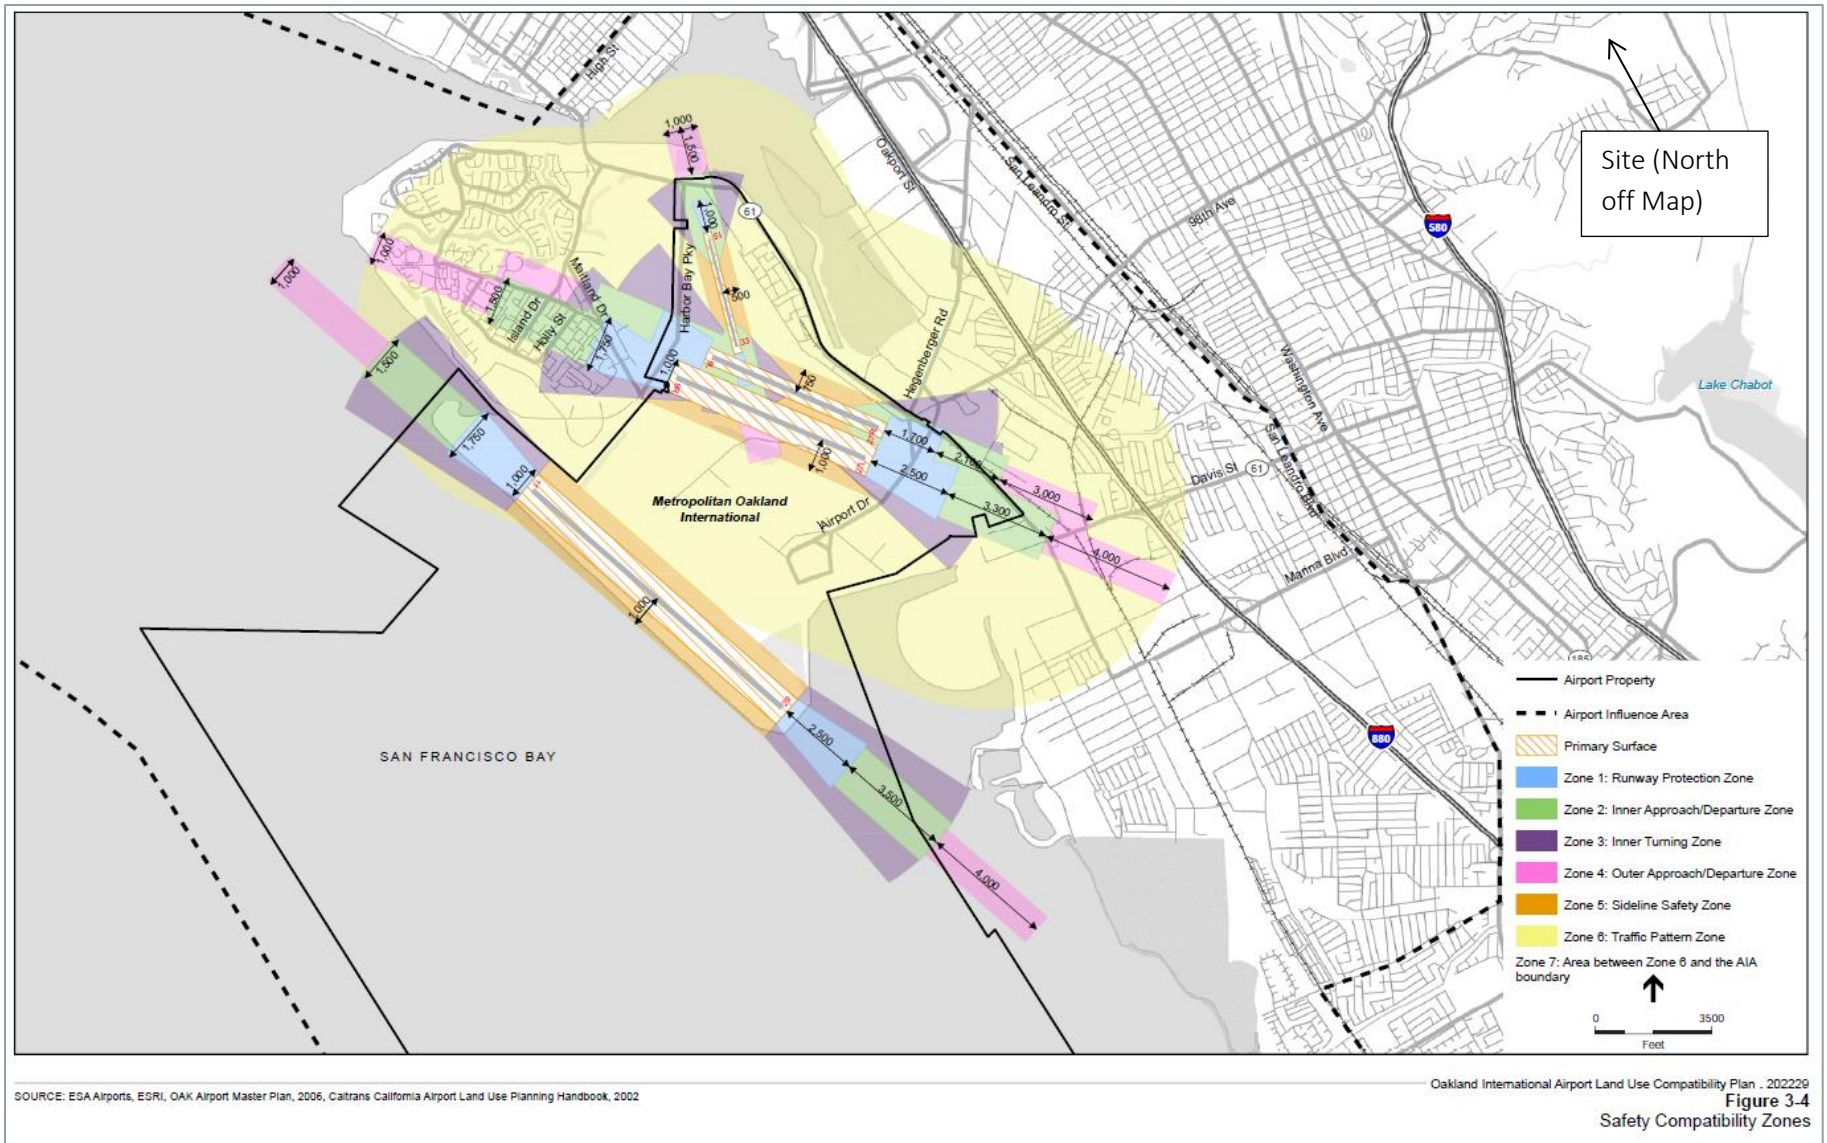 High St
1,000
1,500
Oakport St
San Leandro St
98th Ave
580
Site (North
off Map)
61
1,000
15
Harbor Bay Pky
500
33
1,000
1,000
Maitland Dr
1,500
Island Dr
Holly St
1,750
1,000
750
Hegenberger Rd
Washington Ave
Lake Chabot
1,500
1,750
1,000
11
1,000
27R
27L
1,700
2,500
2,100
3,300
3,000
4,000
Davis St
61
San Leandro Blvd
Marina Blvd
Metropolitan Oakland
International
Airport Dr
1,000
29
2,500
3,500
4,000
SAN FRANCISCO BAY
185
880
Airport Property
Airport Influence Area
Primary Surface
Zone 1: Runway Protection Zone
Zone 2: Inner Approach/Departure Zone
Zone 3: Inner Turning Zone
Zone 4: Outer Approach/Departure Zone
Zone 5: Sideline Safety Zone
Zone 6: Traffic Pattern Zone
Zone 7: Area between Zone 6 and the AIA
boundary
0 3500
Feet
SOURCE: ESA Airports, ESRI, OAK Airport Master Plan, 2006, Caltrans California Airport Land Use Planning Handbook, 2002
Oakland International Airport Land Use Compatibility Plan . 202229
Figure 3-4
Safety Compatibility Zones